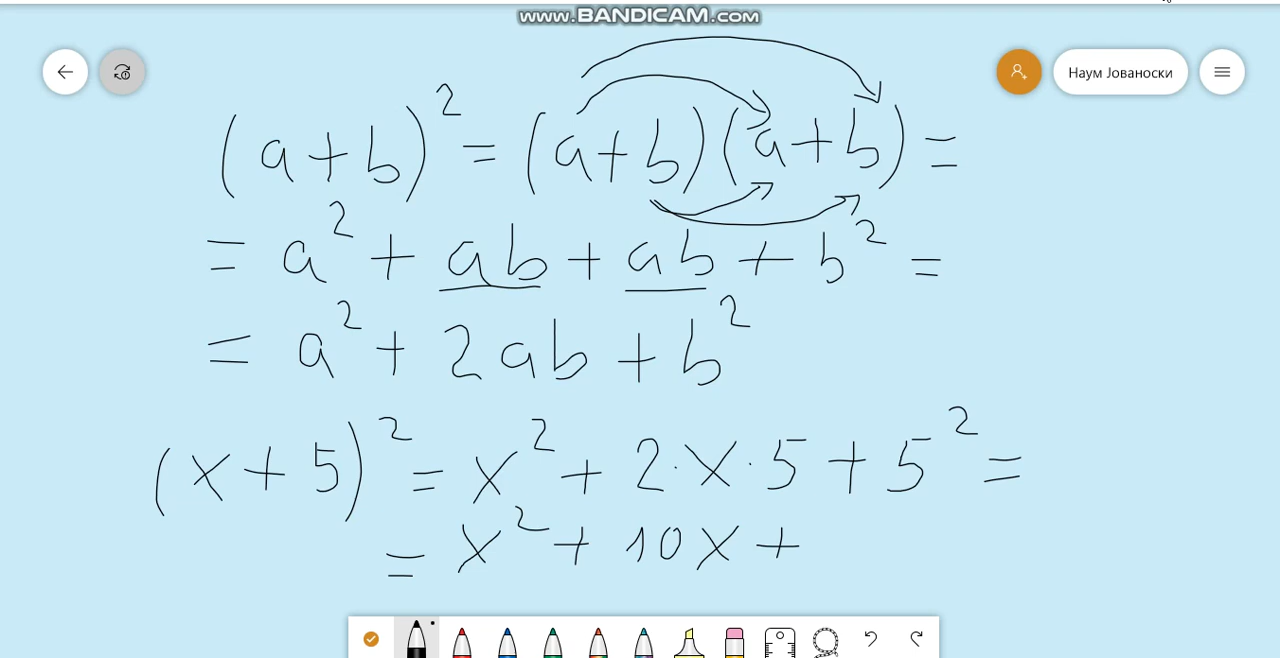 www.BANDICAM.com
Наум Јованоски
(a+b)² = (a+b)(a+b) =
= a² + ab + ab + b² =
= a² + 2ab + b²
(x+5)² = x² + 2·x·5 + 5² =
= x² + 10x +